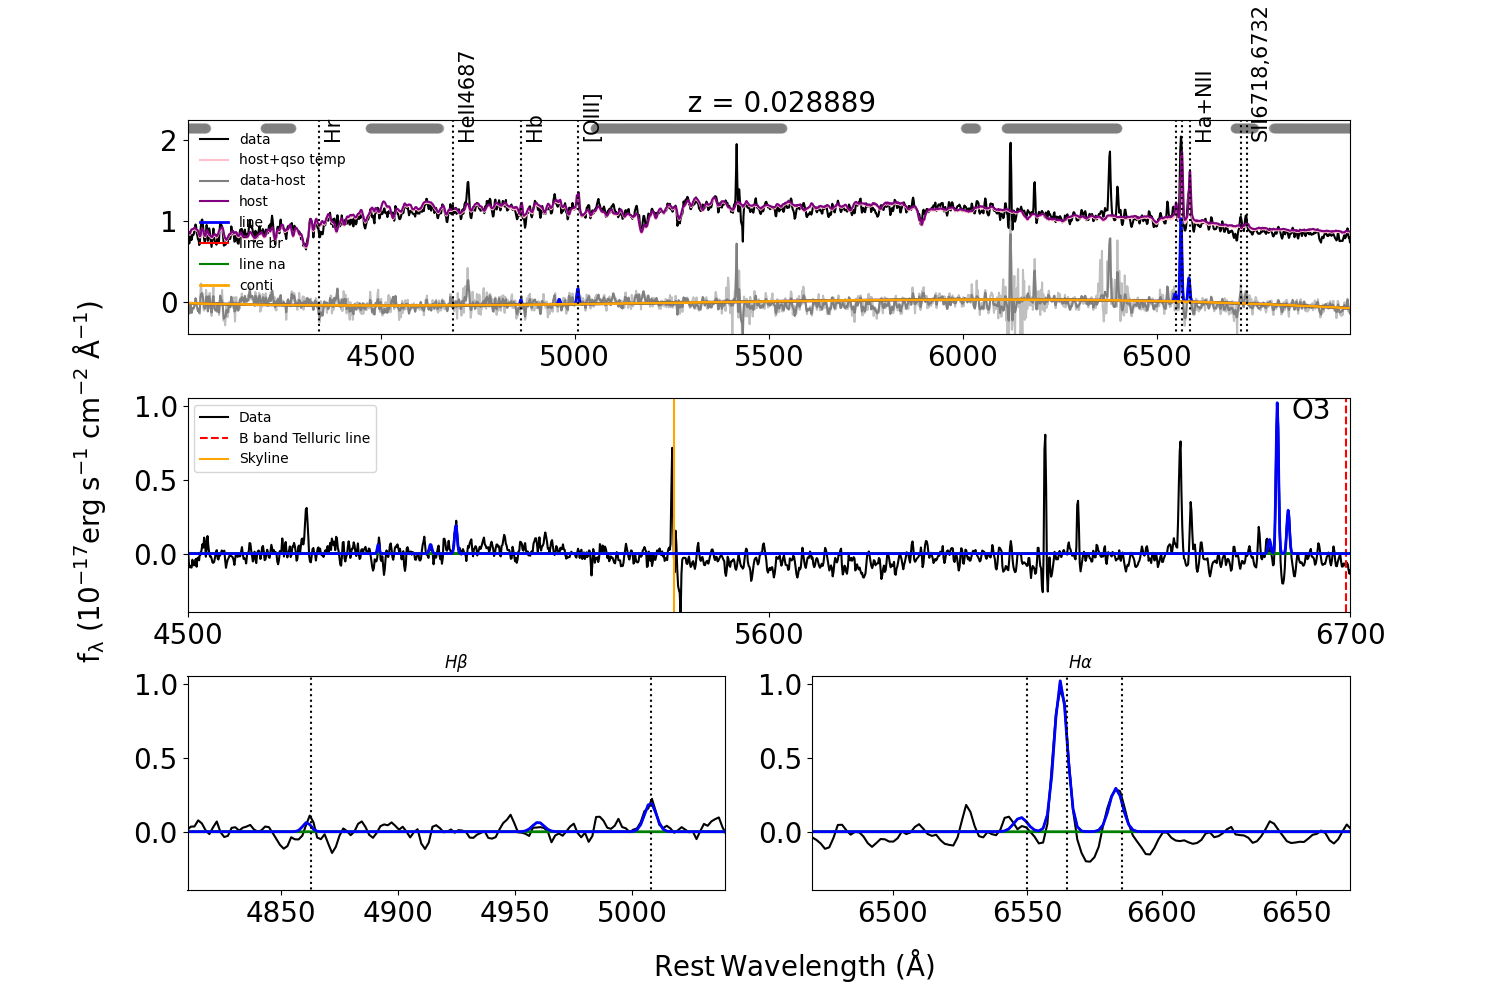 z = 0.028889
Hr
HeII4687
Hb
[OIII]
Ha+NII
SII6718,6732
data
host+qso temp
data-host
host
line
line br
line na
conti
2
1
0
4500
5000
5500
6000
6500
f_λ (10^{-17}erg s^{-1} cm^{-2} Å^{-1})
Data
B band Telluric line
Skyline
O3
1.0
0.5
0.0
4500
5600
6700
Hβ
1.0
0.5
0.0
4850
4900
4950
5000
Hα
1.0
0.5
0.0
6500
6550
6600
6650
Rest Wavelength (Å)